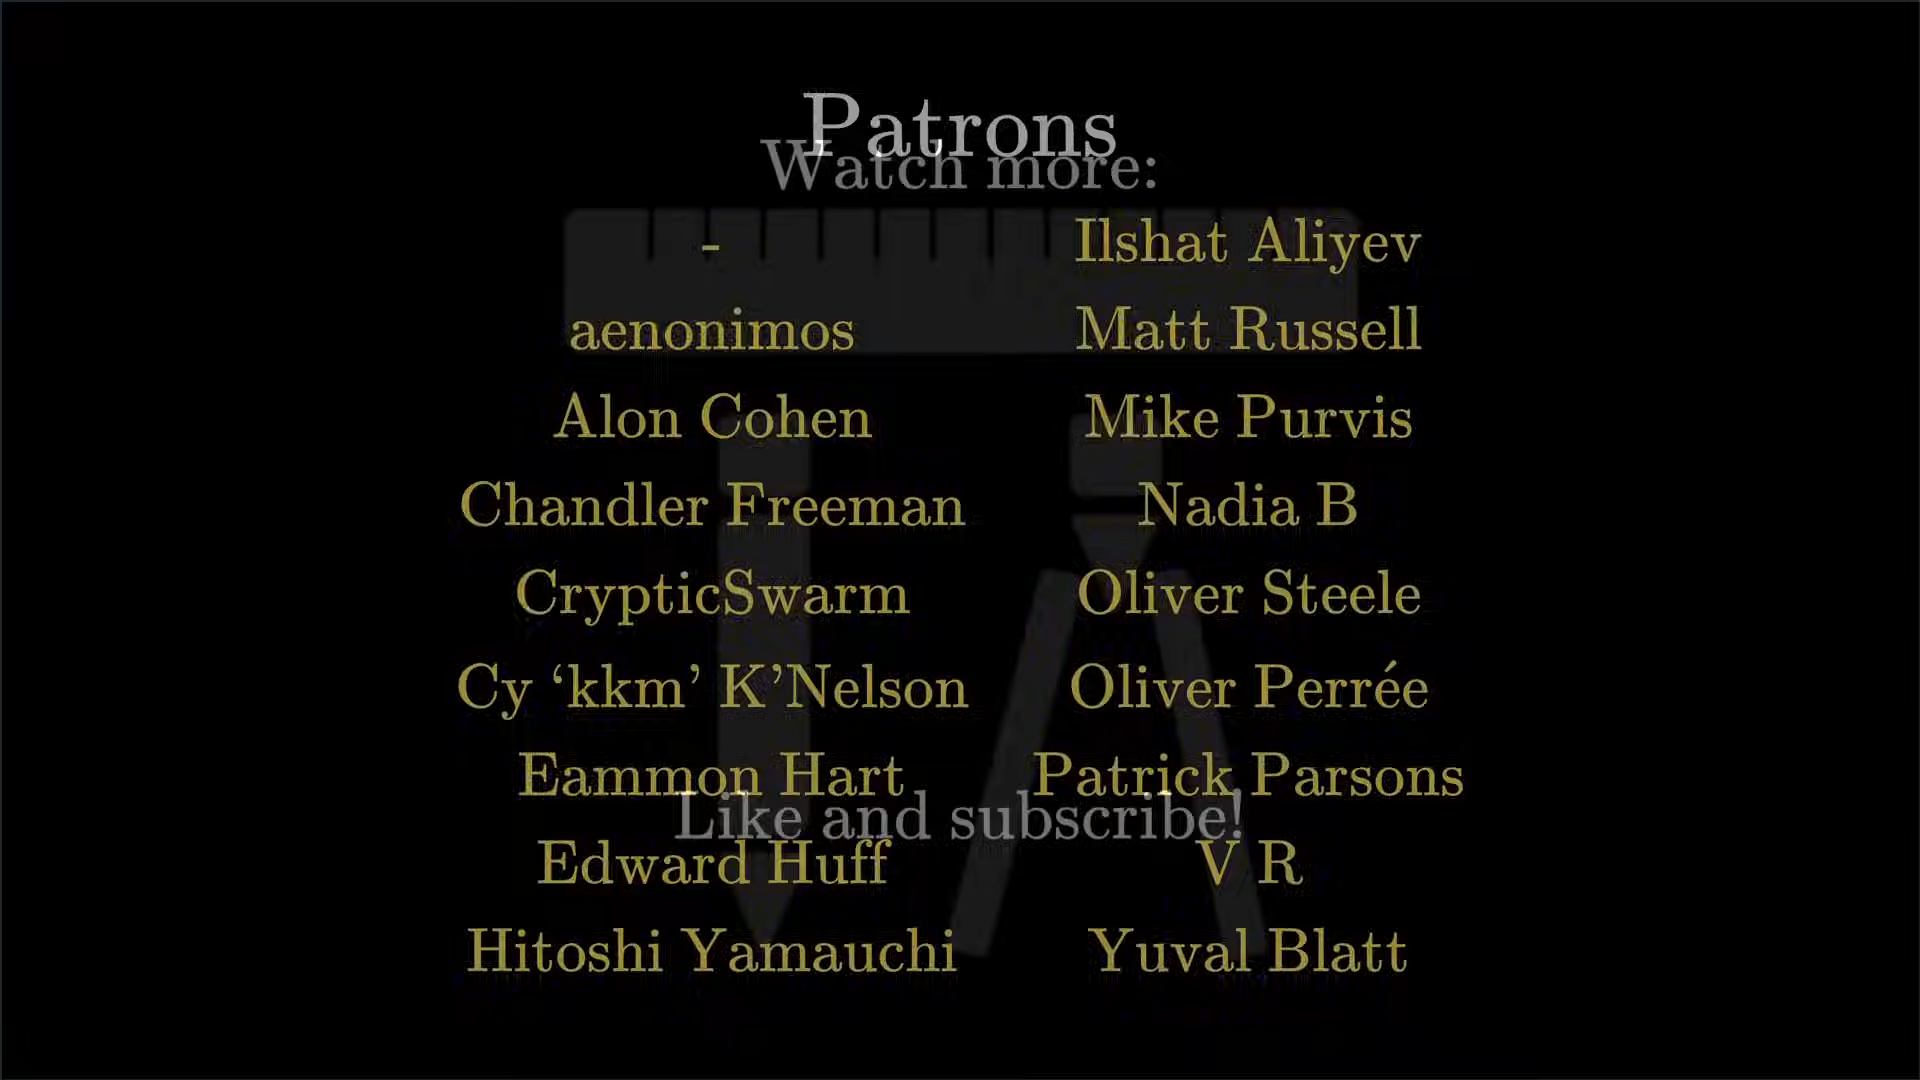 Patrons
Watch more:
-
aenonimos
Alon Cohen
Chandler Freeman
CrypticSwarm
Cy ‘kkm’ K’Nelson
Eammon Hart
Edward Huff
Hitoshi Yamauchi
Ilshat Aliyev
Matt Russell
Mike Purvis
Nadia B
Oliver Steele
Oliver Perrée
Patrick Parsons
V R
Yuval Blatt
Like and subscribe!